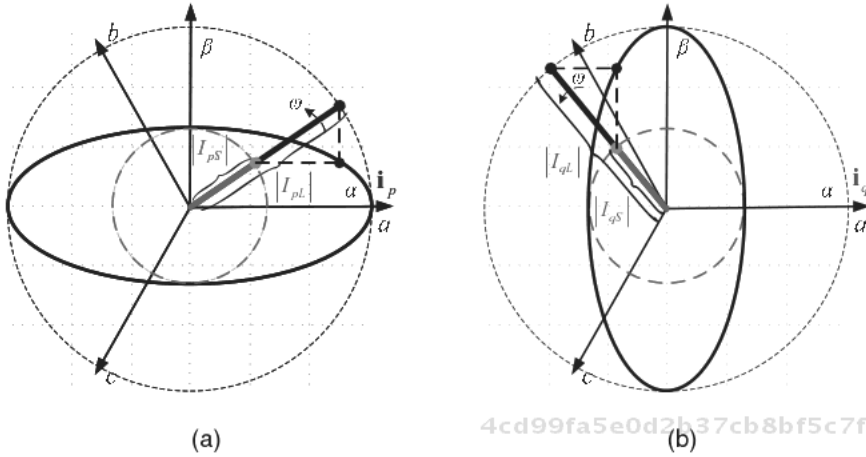 b
β
ω
|I_pS|
|I_pL|
α
i_p
a
c
(a)
b
β
ω
|I_qL|
|I_qS|
α
i_q
a
c
(b)
4cd99fa5e0d2b37cb8bf5c7f